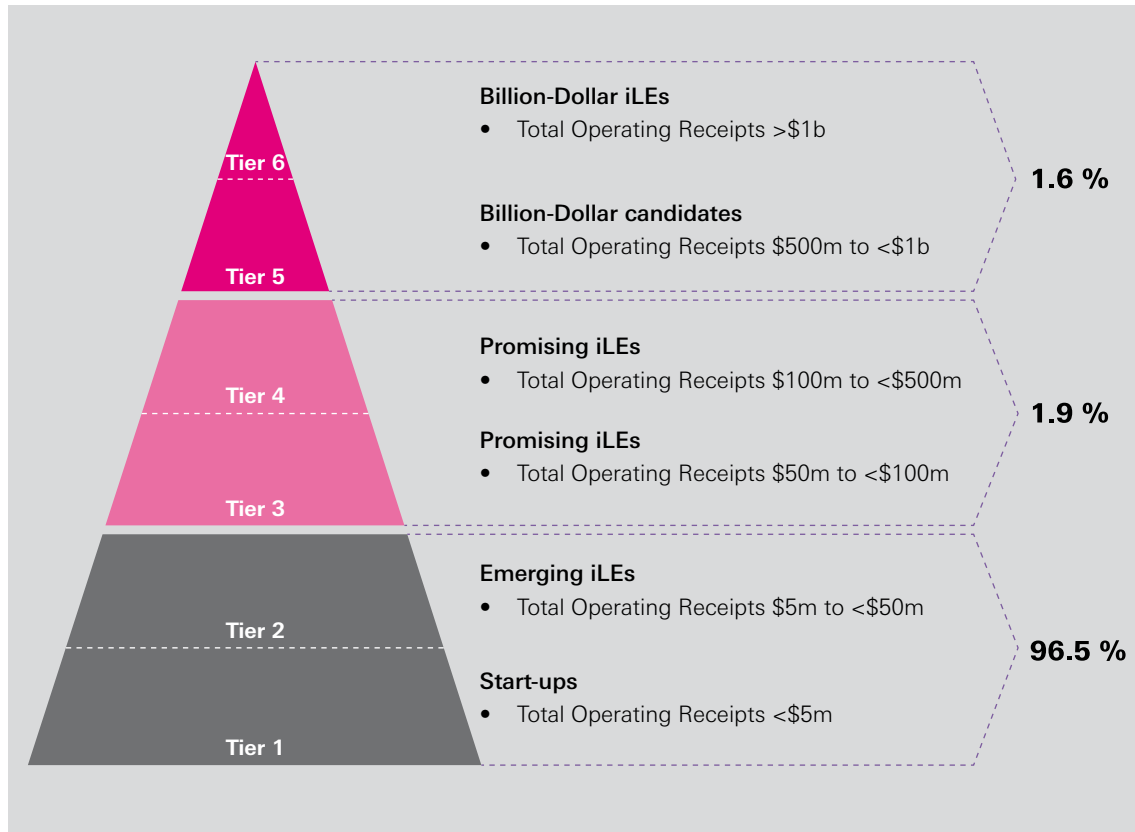 Billion-Dollar iLEs
• Total Operating Receipts >$1b
Tier 6
1.6 %
Billion-Dollar candidates
• Total Operating Receipts $500m to <$1b
Tier 5
Promising iLEs
• Total Operating Receipts $100m to <$500m
Tier 4
1.9 %
Promising iLEs
• Total Operating Receipts $50m to <$100m
Tier 3
Emerging iLEs
• Total Operating Receipts $5m to <$50m
Tier 2
96.5 %
Start-ups
• Total Operating Receipts <$5m
Tier 1